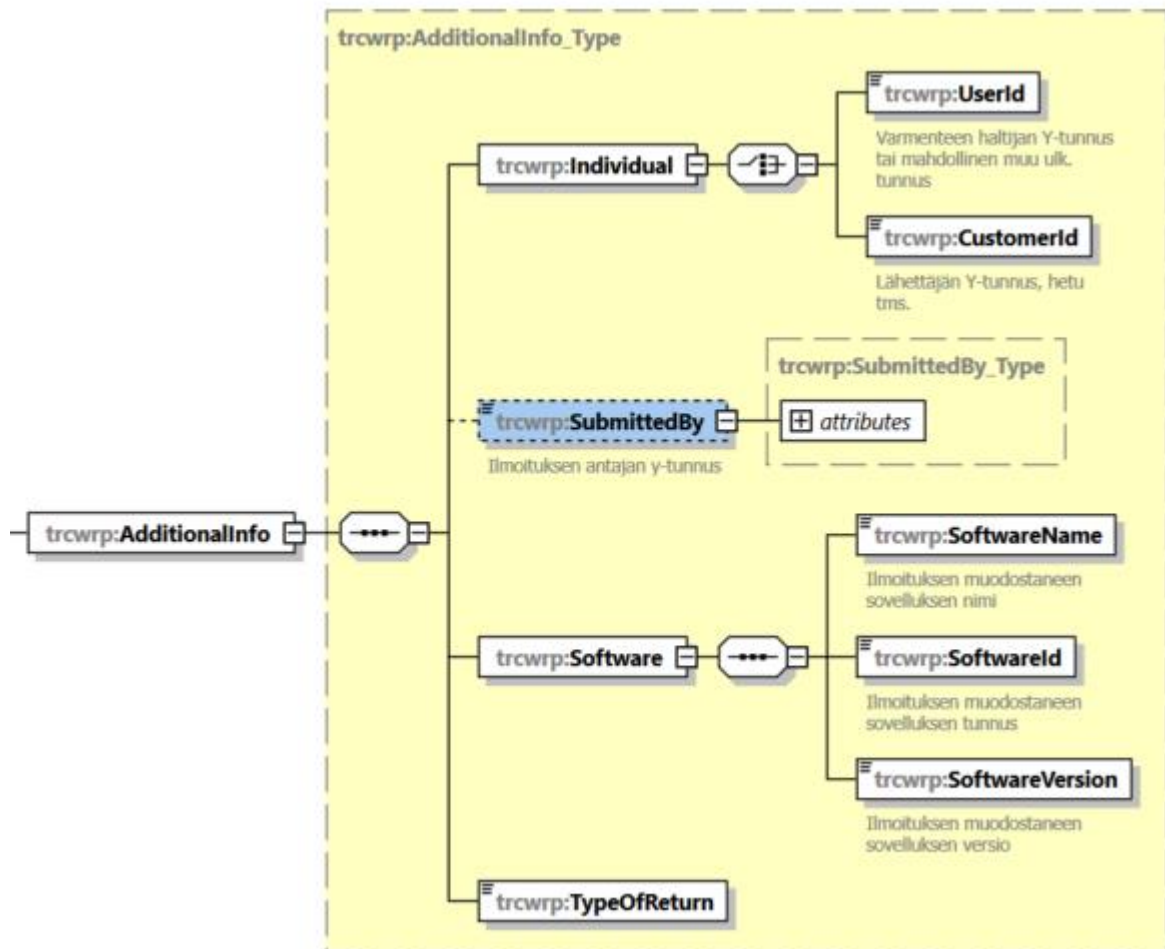 trcwrp:AdditionalInfo_Type
trcwrp:UserId
Varmenteen haltijan Y-tunnus
tai mahdollinen muu ulk.
tunnus
trcwrp:Individual
trcwrp:CustomerId
Lähettäjän Y-tunnus, hetu
tms.
trcwrp:SubmittedBy_Type
trcwrp:SubmittedBy
attributes
Ilmoituksen antajan y-tunnus
trcwrp:AdditionalInfo
trcwrp:SoftwareName
Ilmoituksen muodostaneen
sovelluksen nimi
trcwrp:Software
trcwrp:SoftwareId
Ilmoituksen muodostaneen
sovelluksen tunnus
trcwrp:SoftwareVersion
Ilmoituksen muodostaneen
sovelluksen versio
trcwrp:TypeOfReturn